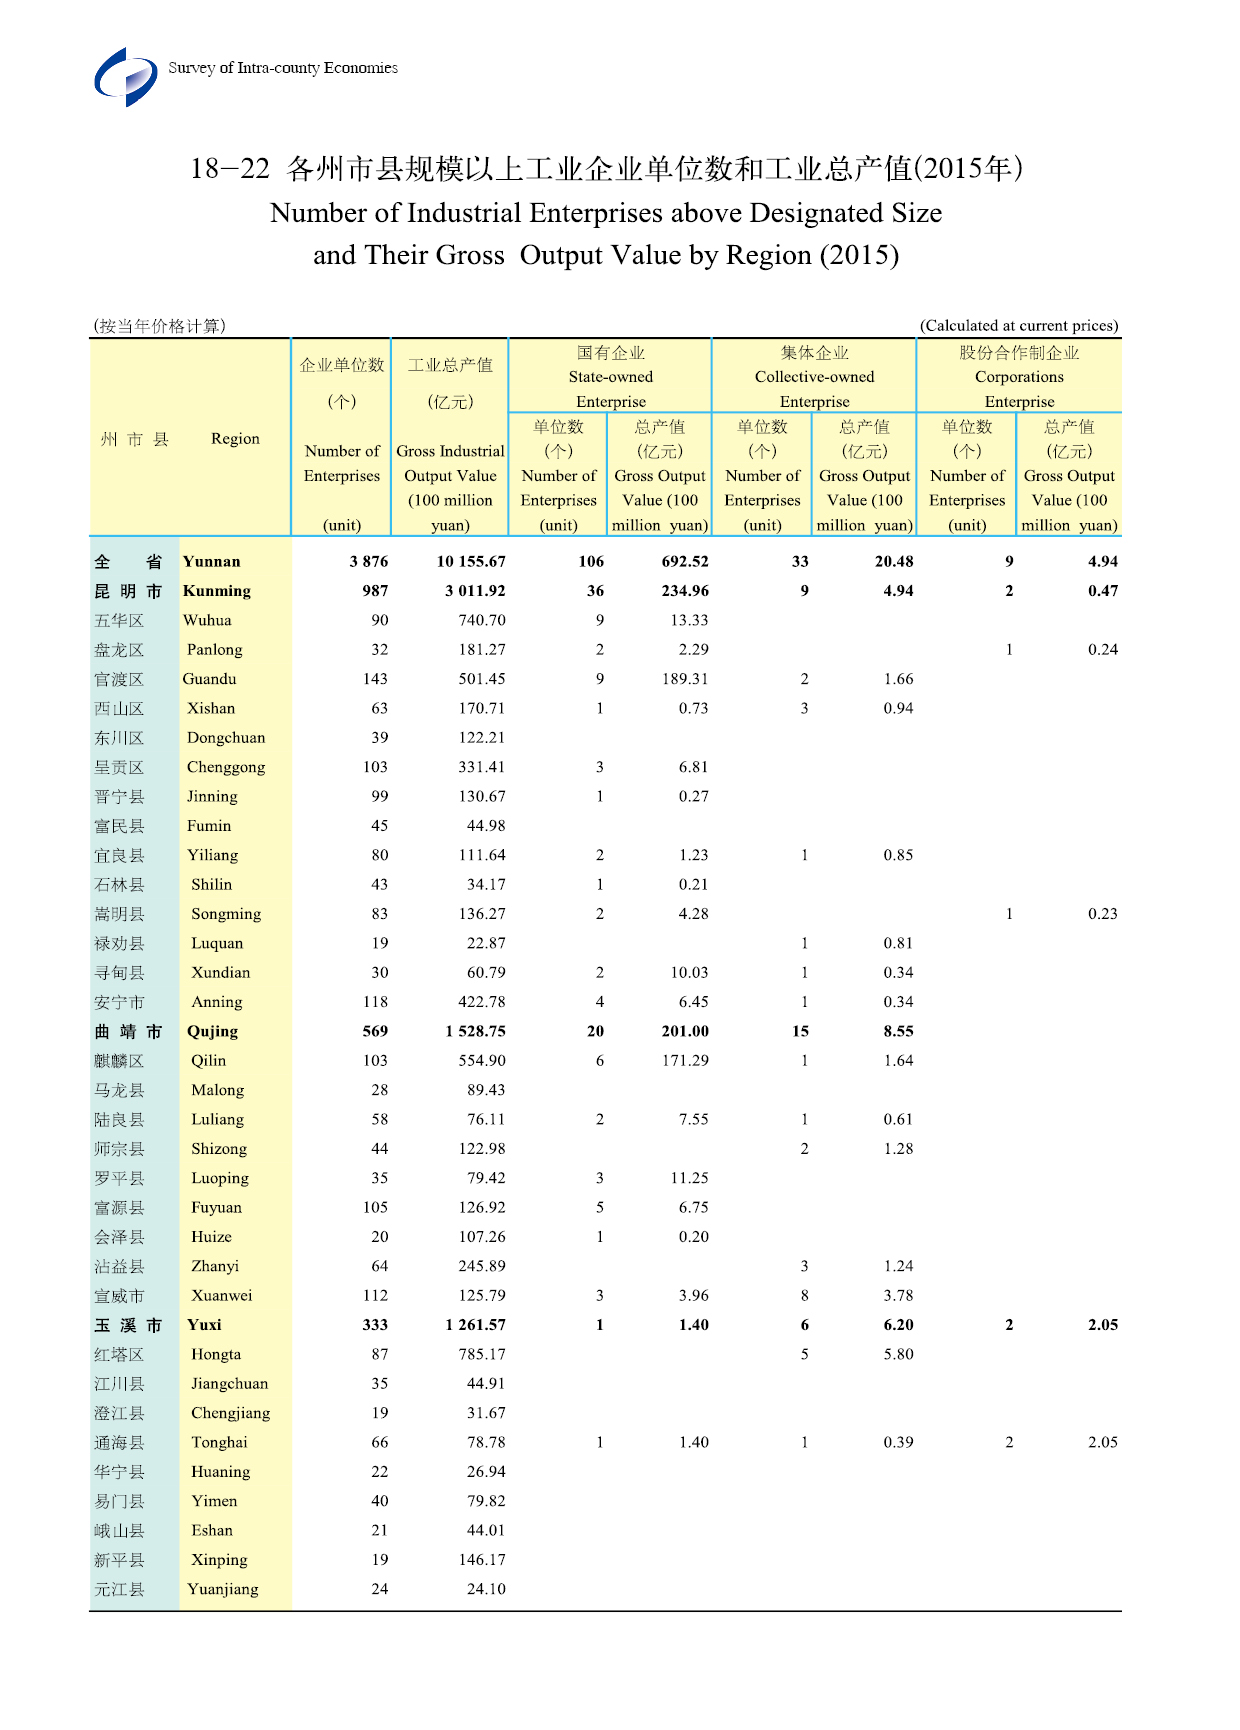 Survey of Intra-county Economies
18—22 各州市县规模以上工业企业单位数和工业总产值(2015年)
Number of Industrial Enterprises above Designated Size
and Their Gross Output Value by Region (2015)
(按当年价格计算) (Calculated at current prices)
州 市 县 Region
企业单位数
(个)
Number of
Enterprises
(unit)
工业总产值
(亿元)
Gross Industrial
Output Value
(100 million
yuan)
国有企业
State-owned
Enterprise
单位数
(个)
Number of
Enterprises
(unit)
总产值
(亿元)
Gross Output
Value (100
million yuan)
集体企业
Collective-owned
Enterprise
单位数
(个)
Number of
Enterprises
(unit)
总产值
(亿元)
Gross Output
Value (100
million yuan)
股份合作制企业
Corporations
Enterprise
单位数
(个)
Number of
Enterprises
(unit)
总产值
(亿元)
Gross Output
Value (100
million yuan)
全 省 Yunnan 3 876 10 155.67 106 692.52 33 20.48 9 4.94
昆 明 市 Kunming 987 3 011.92 36 234.96 9 4.94 2 0.47
五华区 Wuhua 90 740.70 9 13.33
盘龙区 Panlong 32 181.27 2 2.29 1 0.24
官渡区 Guandu 143 501.45 9 189.31 2 1.66
西山区 Xishan 63 170.71 1 0.73 3 0.94
东川区 Dongchuan 39 122.21
呈贡区 Chenggong 103 331.41 3 6.81
晋宁县 Jinning 99 130.67 1 0.27
富民县 Fumin 45 44.98
宜良县 Yiliang 80 111.64 2 1.23 1 0.85
石林县 Shilin 43 34.17 1 0.21
嵩明县 Songming 83 136.27 2 4.28 1 0.23
禄劝县 Luquan 19 22.87 1 0.81
寻甸县 Xundian 30 60.79 2 10.03 1 0.34
安宁市 Anning 118 422.78 4 6.45 1 0.34
曲 靖 市 Qujing 569 1 528.75 20 201.00 15 8.55
麒麟区 Qilin 103 554.90 6 171.29 1 1.64
马龙县 Malong 28 89.43
陆良县 Luliang 58 76.11 2 7.55 1 0.61
师宗县 Shizong 44 122.98 2 1.28
罗平县 Luoping 35 79.42 3 11.25
富源县 Fuyuan 105 126.92 5 6.75
会泽县 Huize 20 107.26 1 0.20
沾益县 Zhanyi 64 245.89 3 1.24
宣威市 Xuanwei 112 125.79 3 3.96 8 3.78
玉 溪 市 Yuxi 333 1 261.57 1 1.40 6 6.20 2 2.05
红塔区 Hongta 87 785.17 5 5.80
江川县 Jiangchuan 35 44.91
澄江县 Chengjiang 19 31.67
通海县 Tonghai 66 78.78 1 1.40 1 0.39 2 2.05
华宁县 Huaning 22 26.94
易门县 Yimen 40 79.82
峨山县 Eshan 21 44.01
新平县 Xinping 19 146.17
元江县 Yuanjiang 24 24.10